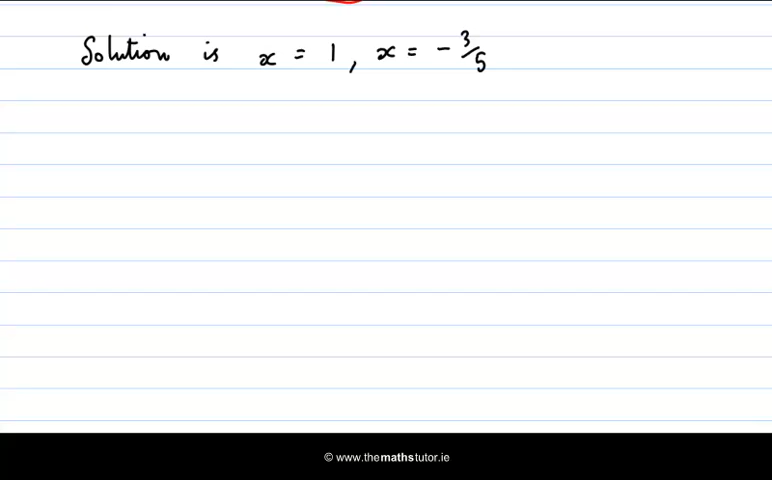 Solution is x = 1, x = - 3/5
© www.themathstutor.ie